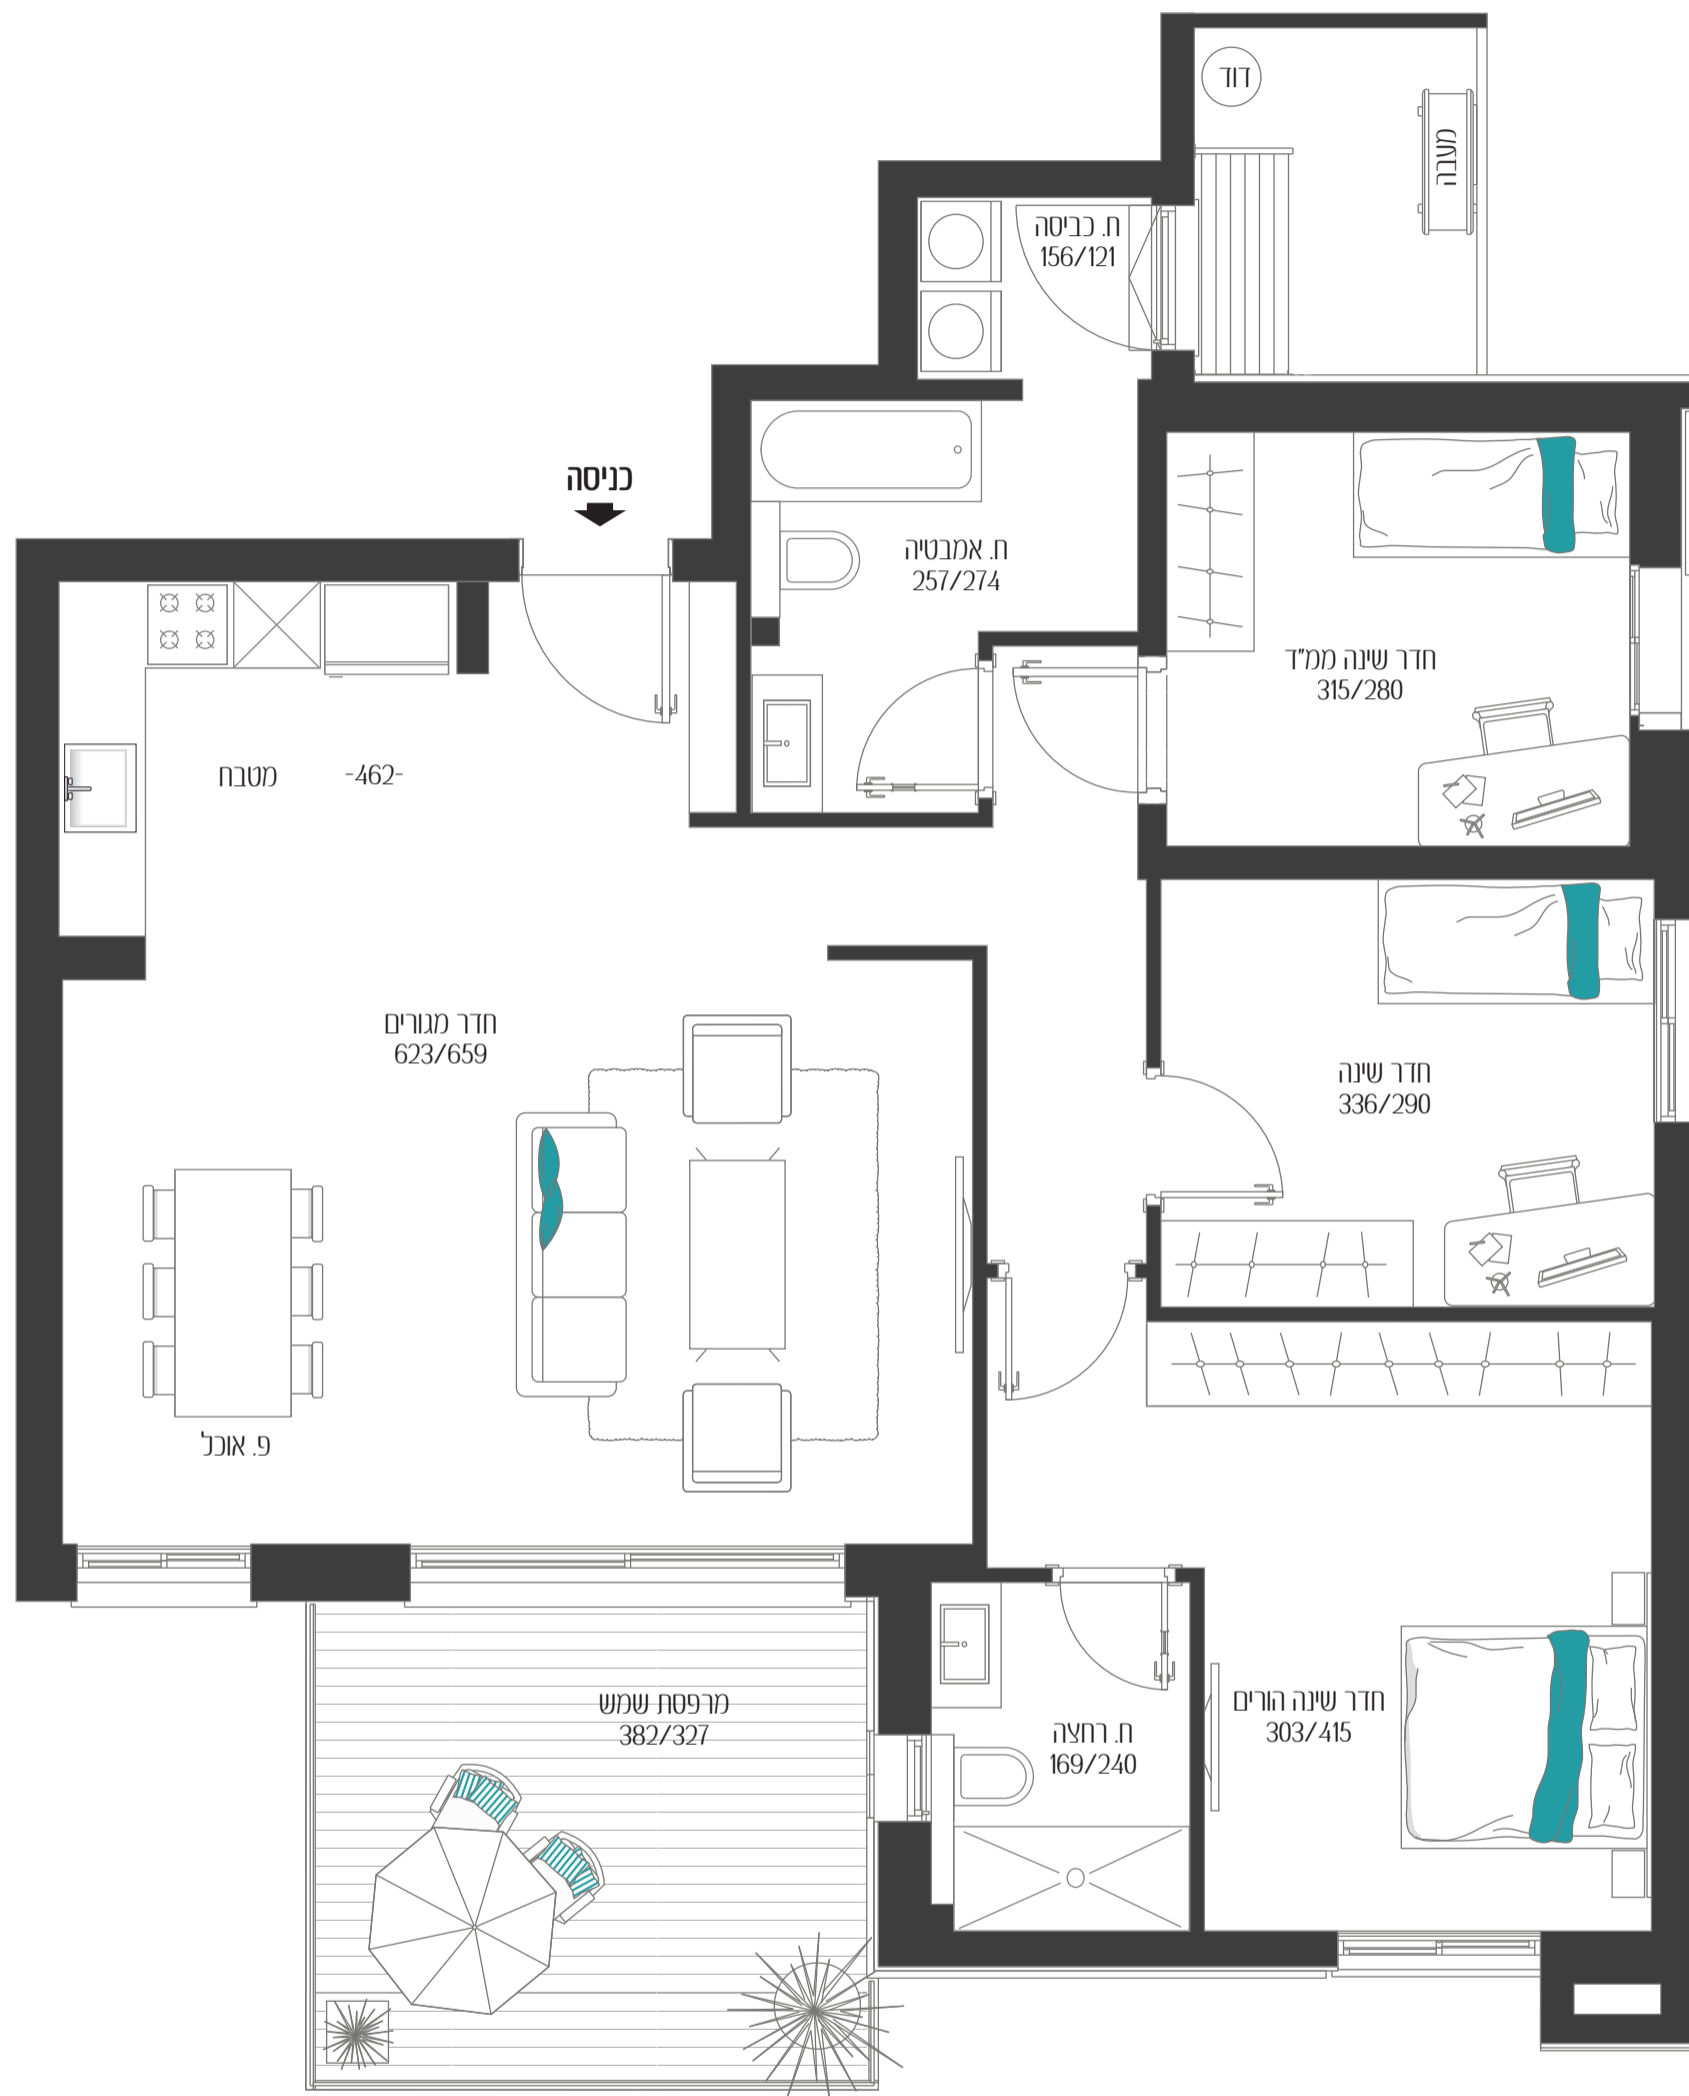 דוד
מעבה
ח. כביסה
156/121
כניסה
ח. אמבטיה
257/274
חדר שינה ממ"ד
315/280
מטבח
-462-
חדר מגורים
623/659
חדר שינה
336/290
פ. אוכל
מרפסת שמש
382/327
ח. רחצה
169/240
חדר שינה הורים
303/415